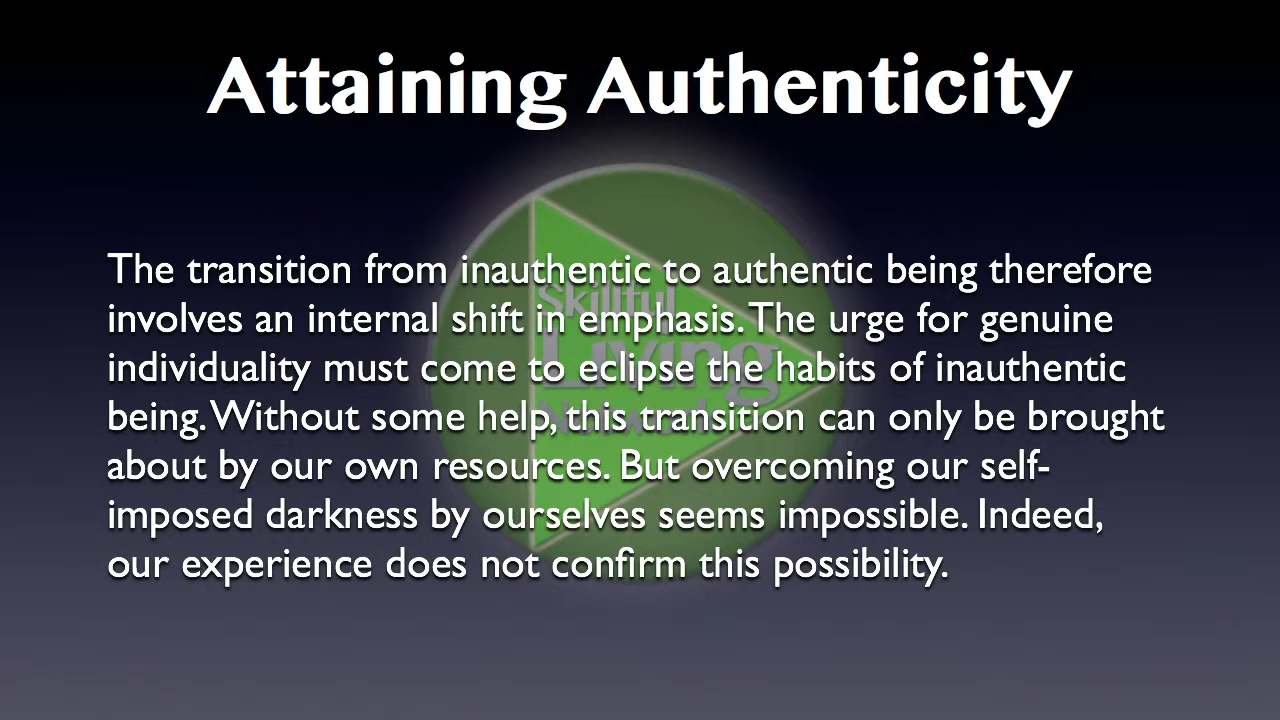 Attaining Authenticity
The transition from inauthentic to authentic being therefore
involves an internal shift in emphasis. The urge for genuine
individuality must come to eclipse the habits of inauthentic
being. Without some help, this transition can only be brought
about by our own resources. But overcoming our self-
imposed darkness by ourselves seems impossible. Indeed,
our experience does not confirm this possibility.
Skillful
Living
Network